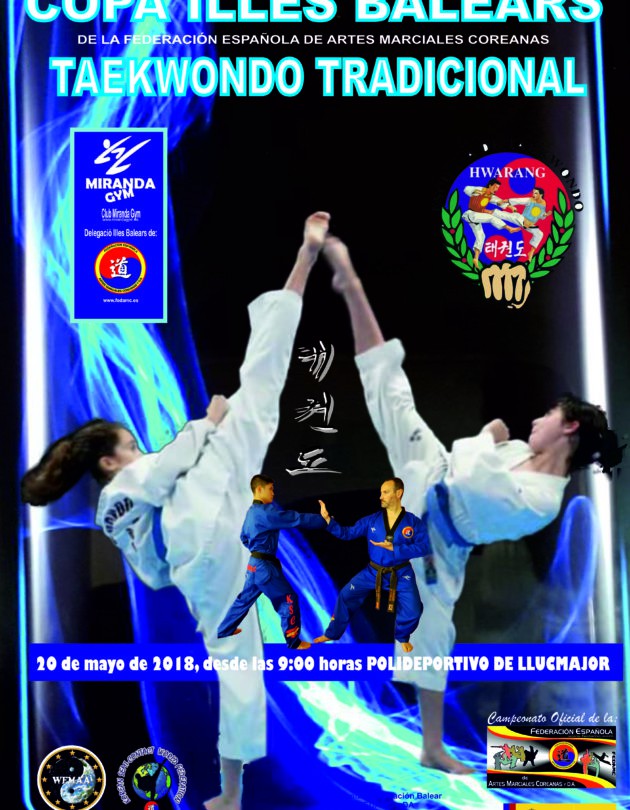 COPA ILLES BALEARS
DE LA FEDERACIÓN ESPAÑOLA DE ARTES MARCIALES COREANAS
TAEKWONDO TRADICIONAL
MIRANDA
GYM
Club Miranda Gym
Delegació Illes Balears de:
道
www.fedamc.es
HWARANG
태권도
태
권
도
KSC
20 de mayo de 2018, desde las 9:00 horas POLIDEPORTIVO DE LLUCMAJOR
Campeonato Oficial de la:
FEDERACIÓN ESPAÑOLA
de
ARTES MARCIALES COREANAS - D.A.
WFMAA